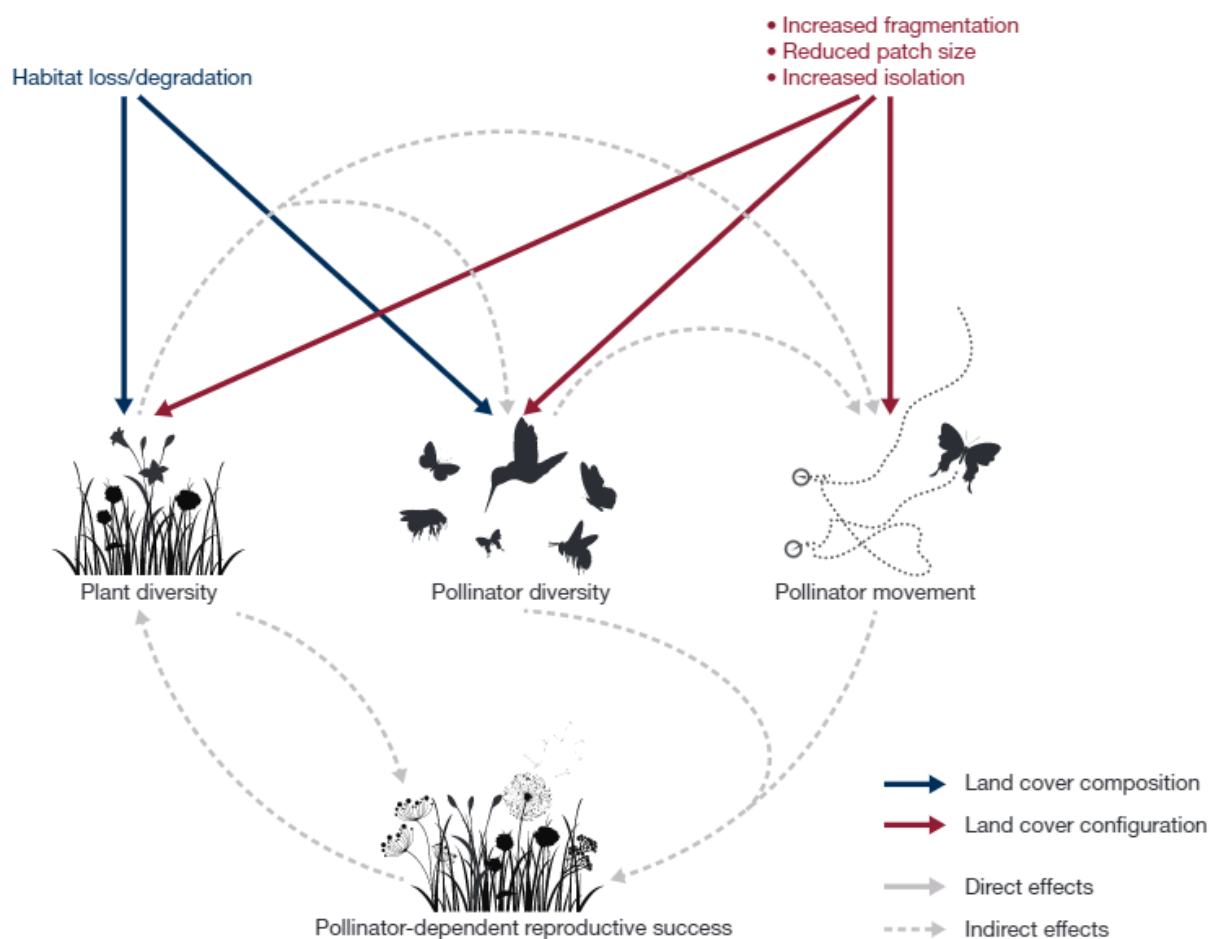 • Increased fragmentation
• Reduced patch size
• Increased isolation
Habitat loss/degradation
Plant diversity
Pollinator diversity
Pollinator movement
Pollinator-dependent reproductive success
Land cover composition
Land cover configuration
Direct effects
Indirect effects